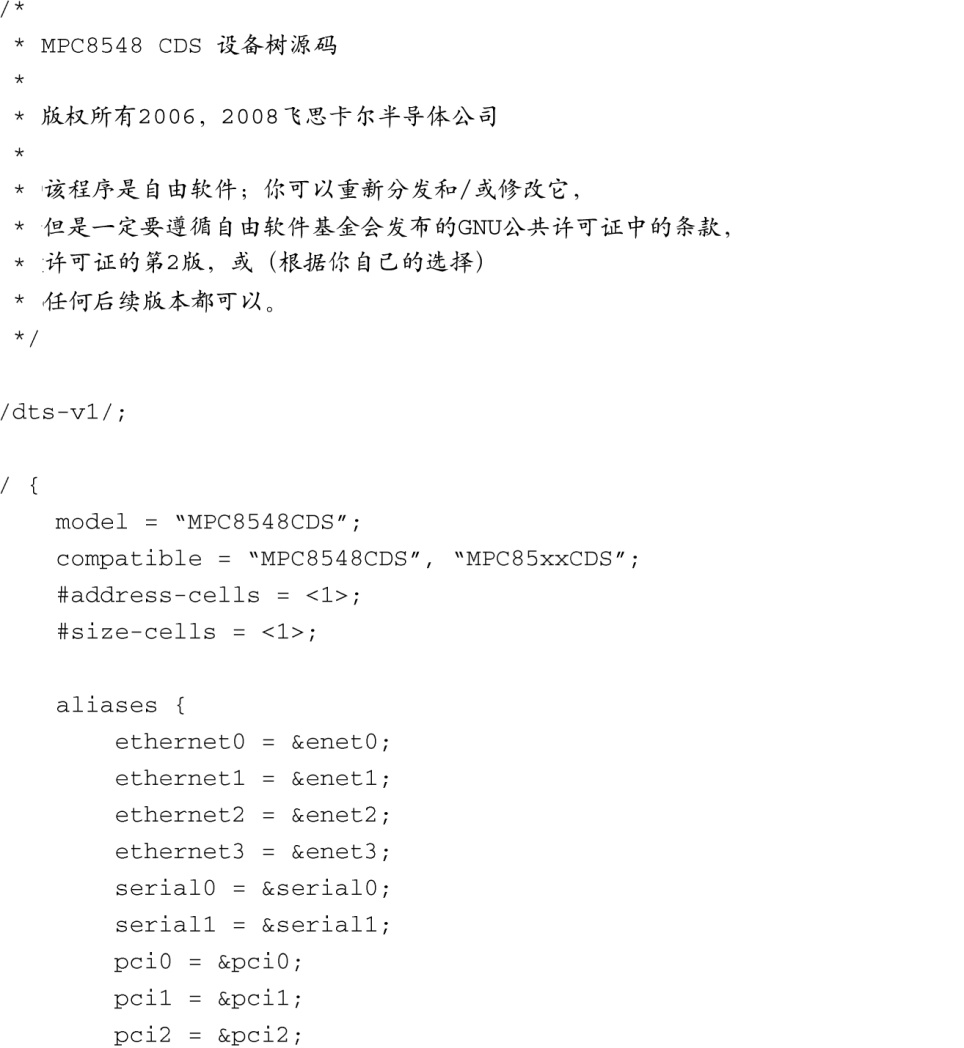 /*
 * MPC8548 CDS 设备树源码
 *
 * 版权所有2006, 2008飞思卡尔半导体公司
 *
 * 该程序是自由软件；你可以重新分发和/或修改它，
 * 但是一定要遵循自由软件基金会发布的GNU公共许可证中的条款，
 * 许可证的第2版，或（根据你自己的选择）
 * 任何后续版本都可以。
 */
/dts-v1/;
/ {
    model = “MPC8548CDS”;
    compatible = “MPC8548CDS”, “MPC85xxCDS”;
    #address-cells = <1>;
    #size-cells = <1>;
    aliases {
        ethernet0 = &enet0;
        ethernet1 = &enet1;
        ethernet2 = &enet2;
        ethernet3 = &enet3;
        serial0 = &serial0;
        serial1 = &serial1;
        pci0 = &pci0;
        pci1 = &pci1;
        pci2 = &pci2;